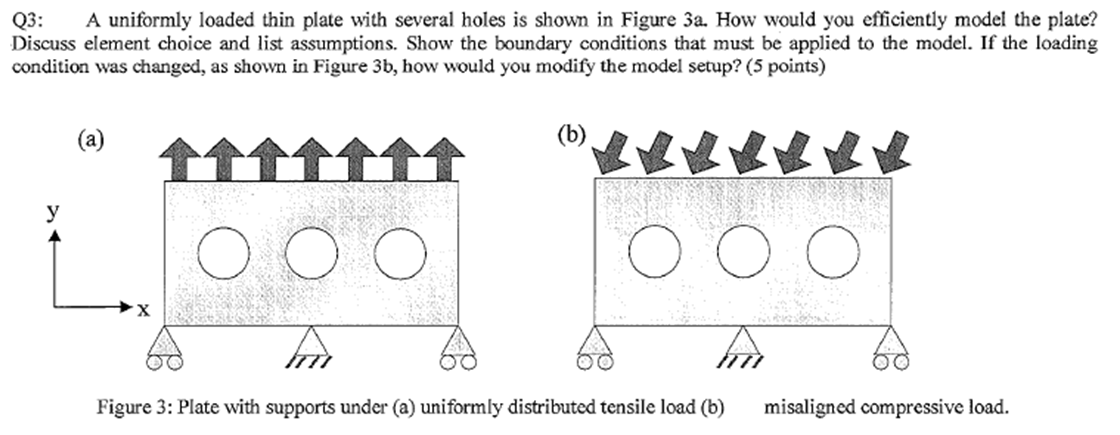 Q3: A uniformly loaded thin plate with several holes is shown in Figure 3a. How would you efficiently model the plate?
Discuss element choice and list assumptions. Show the boundary conditions that must be applied to the model. If the loading
condition was changed, as shown in Figure 3b, how would you modify the model setup? (5 points)
(a)
(b)
y
x
Figure 3: Plate with supports under (a) uniformly distributed tensile load (b) misaligned compressive load.